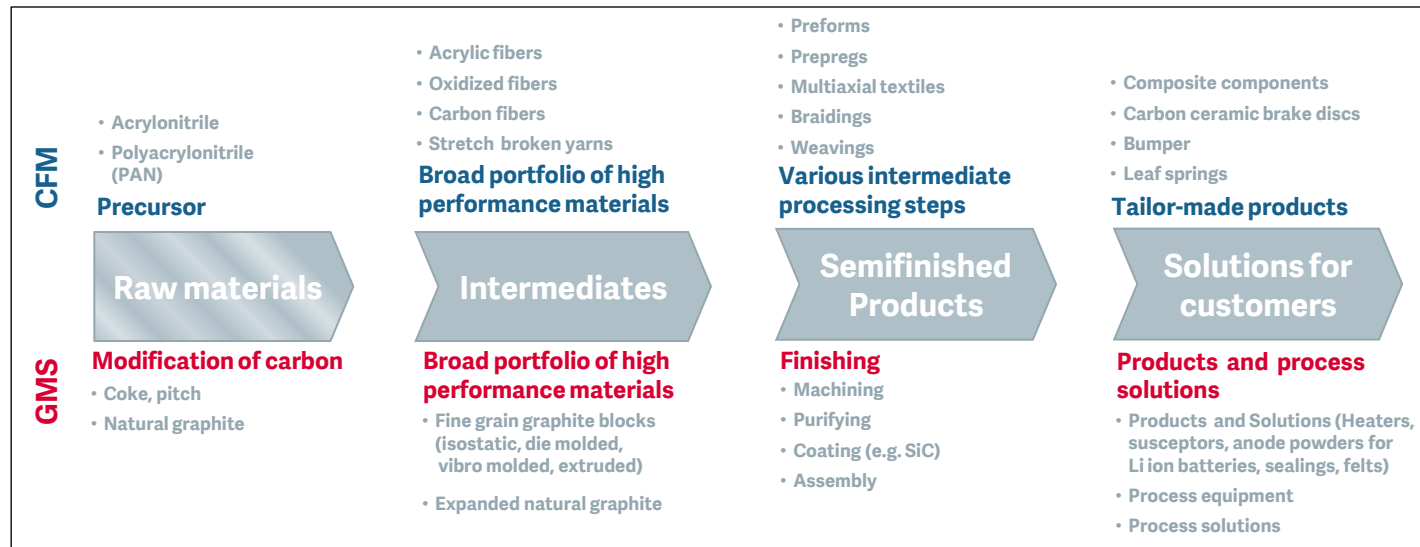 CFM
• Acrylonitrile
• Polyacrylonitrile
(PAN)
Precursor
• Acrylic fibers
• Oxidized fibers
• Carbon fibers
• Stretch broken yarns
Broad portfolio of high
performance materials
• Preforms
• Prepregs
• Multiaxial textiles
• Braidings
• Weavings
Various intermediate
processing steps
• Composite components
• Carbon ceramic brake discs
• Bumper
• Leaf springs
Tailor-made products
Raw materials
Intermediates
Semifinished
Products
Solutions for
customers
GMS
Modification of carbon
• Coke, pitch
• Natural graphite
Broad portfolio of high
performance materials
• Fine grain graphite blocks
(isostatic, die molded,
vibro molded, extruded)
• Expanded natural graphite
Finishing
• Machining
• Purifying
• Coating (e.g. SiC)
• Assembly
Products and process
solutions
• Products and Solutions (Heaters,
susceptors, anode powders for
Li ion batteries, sealings, felts)
• Process equipment
• Process solutions